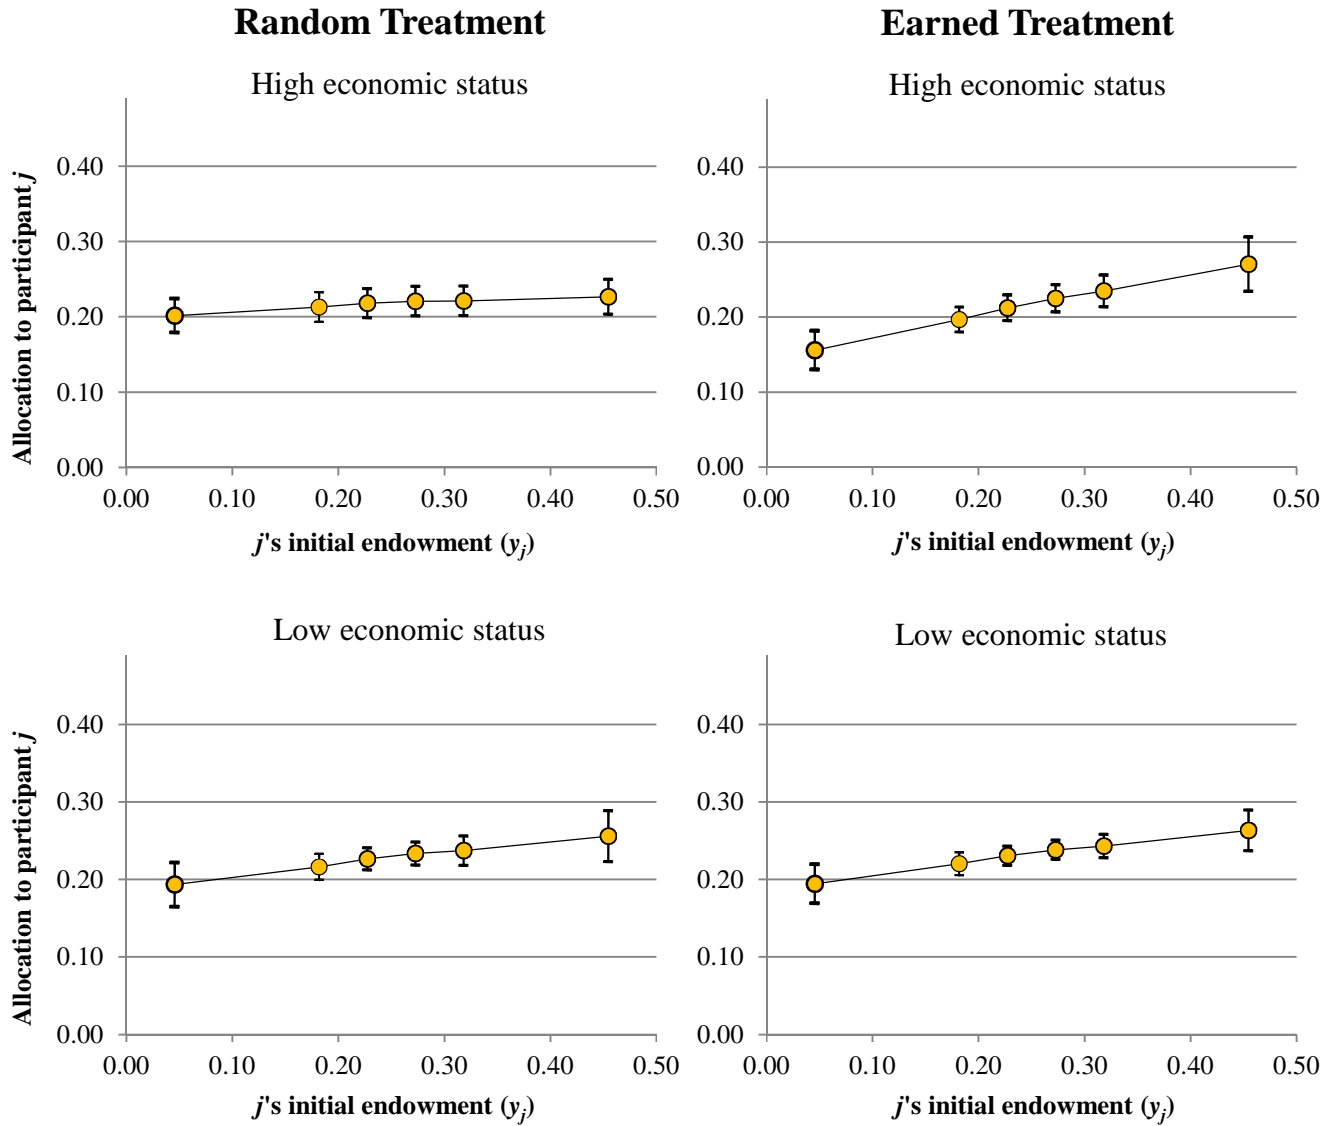 Random Treatment
Earned Treatment
High economic status
High economic status
Allocation to participant j
0.40
0.30
0.20
0.10
0.00
0.00 0.10 0.20 0.30 0.40 0.50
j's initial endowment (yj)
0.40
0.30
0.20
0.10
0.00
0.00 0.10 0.20 0.30 0.40 0.50
j's initial endowment (yj)
Low economic status
Low economic status
Allocation to participant j
0.40
0.30
0.20
0.10
0.00
0.00 0.10 0.20 0.30 0.40 0.50
j's initial endowment (yj)
0.40
0.30
0.20
0.10
0.00
0.00 0.10 0.20 0.30 0.40 0.50
j's initial endowment (yj)